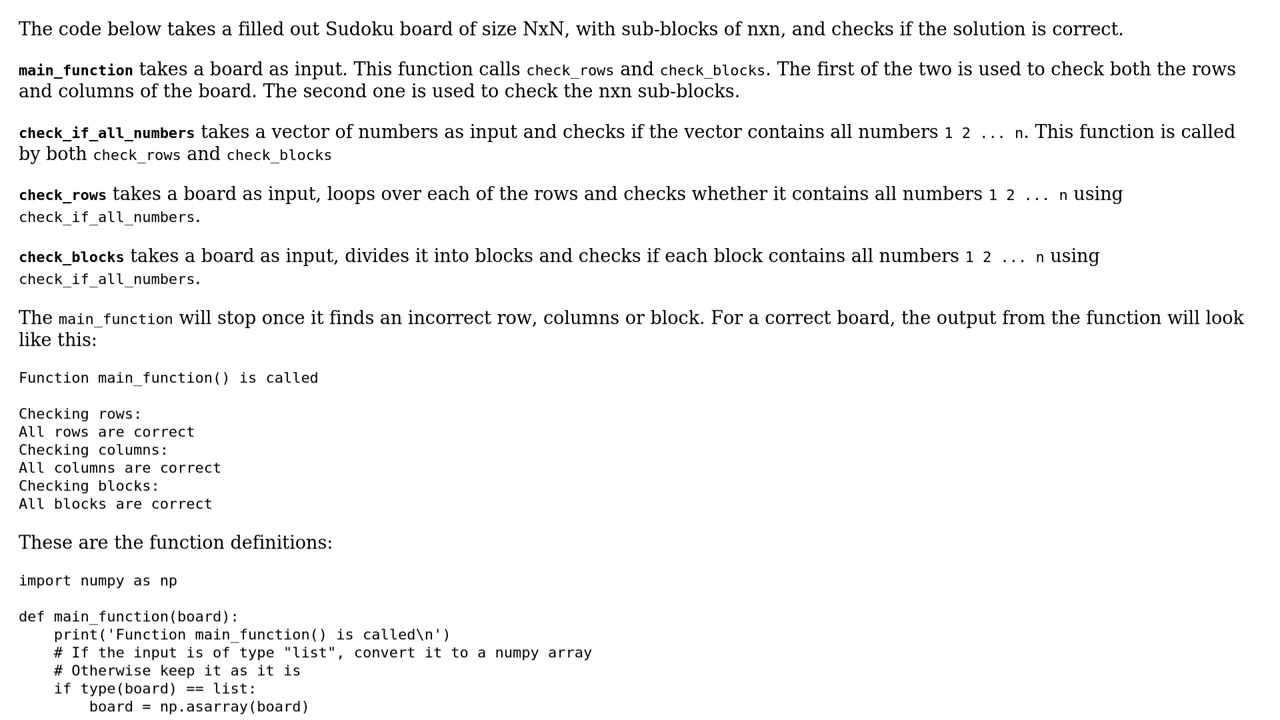 The code below takes a filled out Sudoku board of size NxN, with sub-blocks of nxn, and checks if the solution is correct.
main_function takes a board as input. This function calls check_rows and check_blocks. The first of the two is used to check both the rows
and columns of the board. The second one is used to check the nxn sub-blocks.
check_if_all_numbers takes a vector of numbers as input and checks if the vector contains all numbers 1 2 ... n. This function is called
by both check_rows and check_blocks
check_rows takes a board as input, loops over each of the rows and checks whether it contains all numbers 1 2 ... n using
check_if_all_numbers.
check_blocks takes a board as input, divides it into blocks and checks if each block contains all numbers 1 2 ... n using
check_if_all_numbers.
The main_function will stop once it finds an incorrect row, columns or block. For a correct board, the output from the function will look
like this:
Function main_function() is called
Checking rows:
All rows are correct
Checking columns:
All columns are correct
Checking blocks:
All blocks are correct
These are the function definitions:
import numpy as np
def main_function(board):
    print('Function main_function() is called\n')
    # If the input is of type "list", convert it to a numpy array
    # Otherwise keep it as it is
    if type(board) == list:
        board = np.asarray(board)